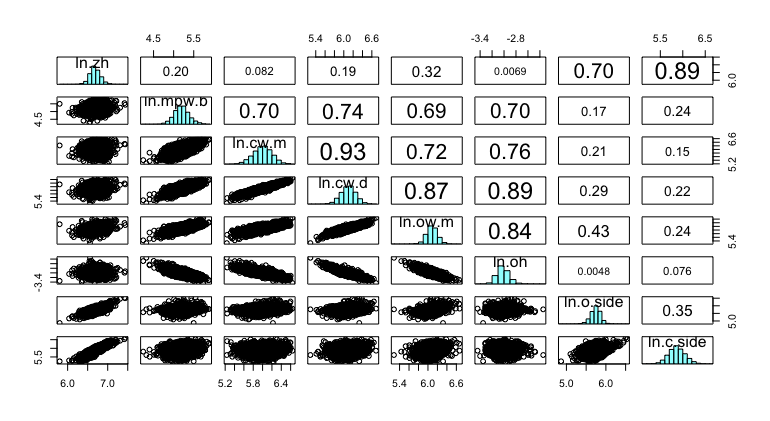 4.5 5.5 5.4 6.0 6.6 -3.4 -2.8 5.5 6.5
ln.zh 0.20 0.082 0.19 0.32 0.0069 0.70 0.89 6.0
4.5 ln.mpw.b 0.70 0.74 0.69 0.70 0.17 0.24
ln.cw.m 0.93 0.72 0.76 0.21 0.15 5.2 6.6
5.4 ln.cw.d 0.87 0.89 0.29 0.22
ln.ow.m 0.84 0.43 0.24 5.4
-3.4 ln.oh 0.0048 0.076
ln.o.side 0.35 5.0
5.5 ln.c.side
6.0 7.0 5.2 5.8 6.4 5.4 6.0 6.6 5.0 6.0